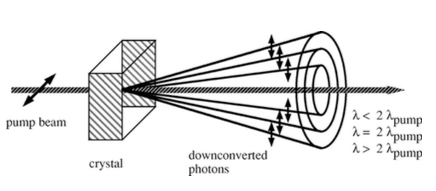 pump beam
crystal
downconverted
photons
λ < 2 λpump
λ = 2 λpump
λ > 2 λpump